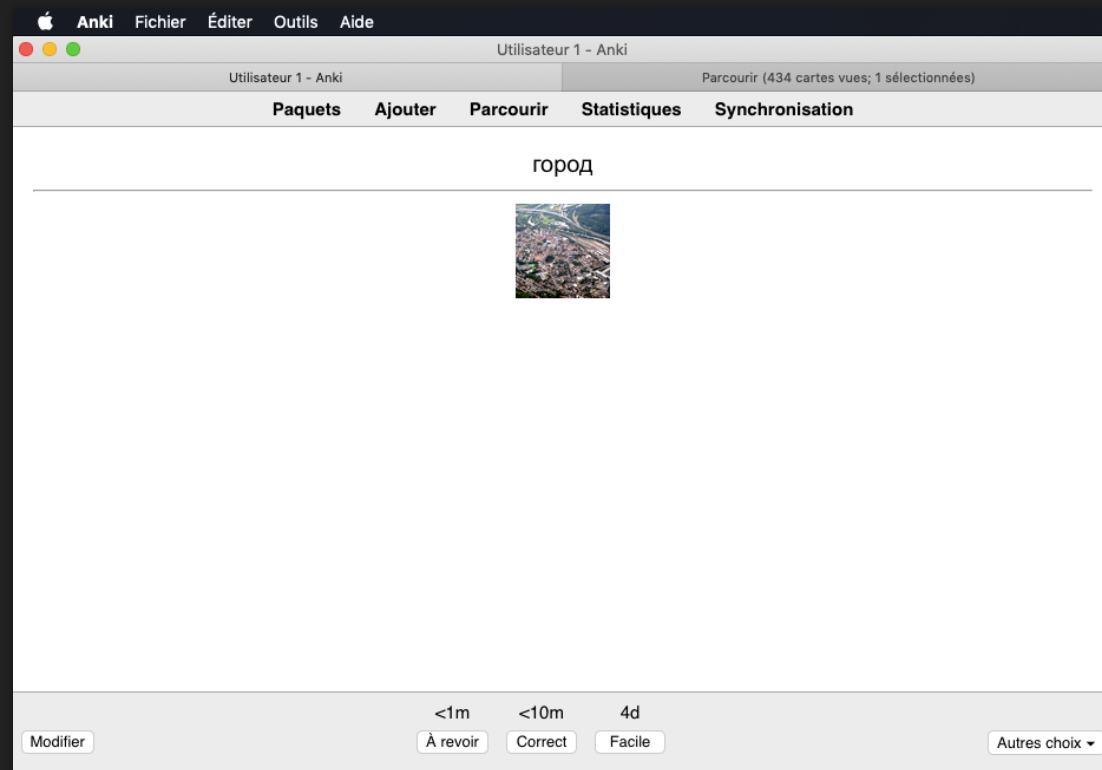 Anki Fichier Éditer Outils Aide
Utilisateur 1 - Anki
Utilisateur 1 - Anki Parcourir (434 cartes vues; 1 sélectionnées)
Paquets Ajouter Parcourir Statistiques Synchronisation
город
<1m <10m 4d
Modifier À revoir Correct Facile Autres choix